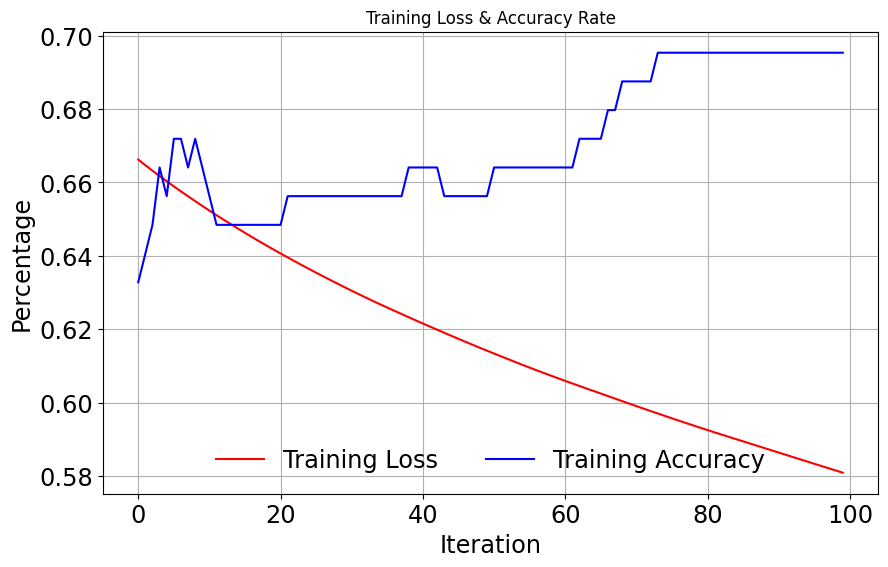 Training Loss & Accuracy Rate
Percentage
0.70
0.68
0.66
0.64
0.62
0.60
0.58
Training Loss
Training Accuracy
0 20 40 60 80 100
Iteration